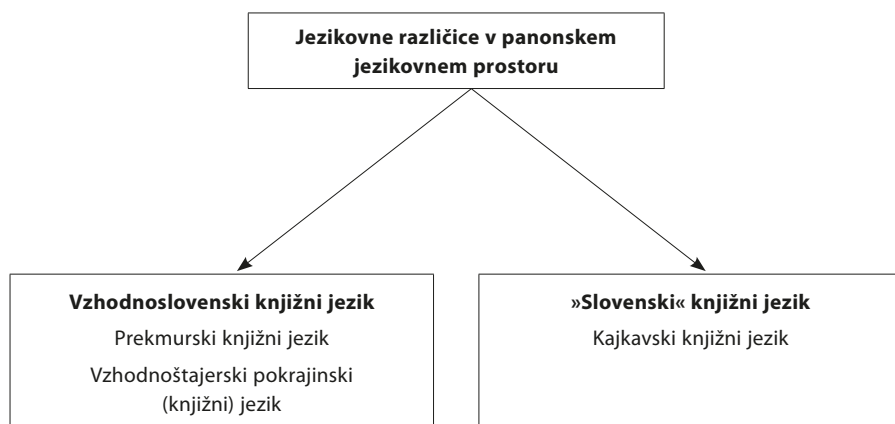 Jezikovne različice v panonskem
jezikovnem prostoru
Vzhodnoslovenski knjižni jezik
Prekmurski knjižni jezik
Vzhodnoštajerski pokrajinski
(knjižni) jezik
»Slovenski« knjižni jezik
Kajkavski knjižni jezik